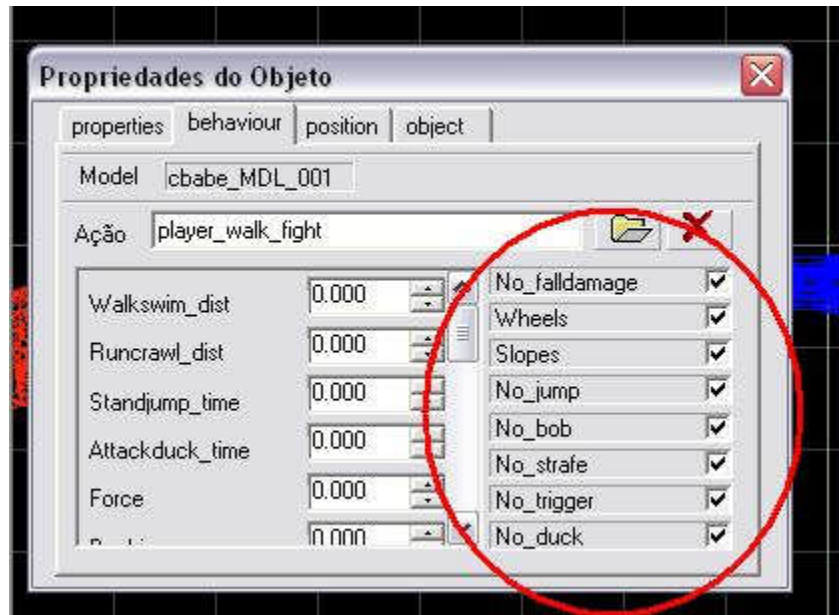 Propriedades do Objeto
properties behaviour position object
Model cbabe_MDL_001
Ação player_walk_fight
Walkswim_dist 0.000
Runcrawl_dist 0.000
Standjump_time 0.000
Attackduck_time 0.000
Force 0.000
0.000
No_falldamage
Wheels
Slopes
No_jump
No_bob
No_strafe
No_trigger
No_duck